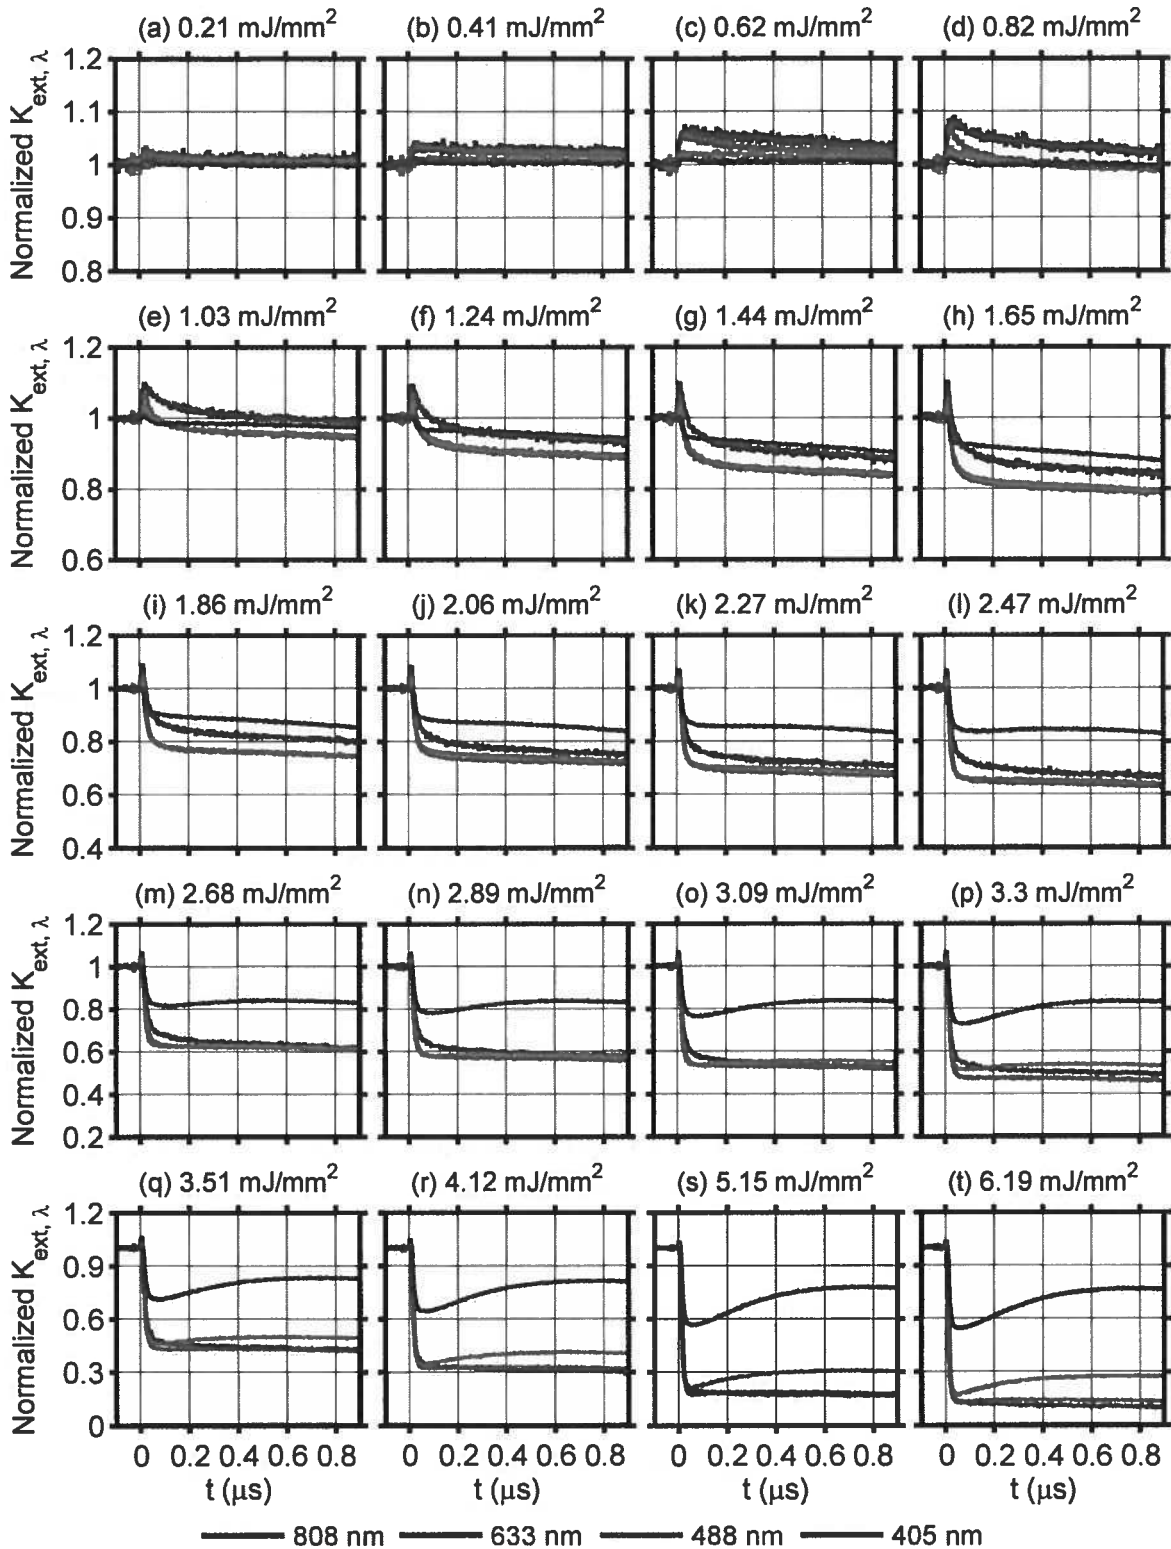 (a) 0.21 mJ/mm² (b) 0.41 mJ/mm² (c) 0.62 mJ/mm² (d) 0.82 mJ/mm²
Normalized K_ext, λ
1.2
1.1
1
0.9
0.8
(e) 1.03 mJ/mm² (f) 1.24 mJ/mm² (g) 1.44 mJ/mm² (h) 1.65 mJ/mm²
Normalized K_ext, λ
1.2
1
0.8
0.6
(i) 1.86 mJ/mm² (j) 2.06 mJ/mm² (k) 2.27 mJ/mm² (l) 2.47 mJ/mm²
Normalized K_ext, λ
1.2
1
0.8
0.6
0.4
(m) 2.68 mJ/mm² (n) 2.89 mJ/mm² (o) 3.09 mJ/mm² (p) 3.3 mJ/mm²
Normalized K_ext, λ
1.2
1
0.8
0.6
0.4
0.2
(q) 3.51 mJ/mm² (r) 4.12 mJ/mm² (s) 5.15 mJ/mm² (t) 6.19 mJ/mm²
Normalized K_ext, λ
1.2
0.9
0.6
0.3
0
0 0.2 0.4 0.6 0.8 0 0.2 0.4 0.6 0.8 0 0.2 0.4 0.6 0.8 0 0.2 0.4 0.6 0.8
t (μs) t (μs) t (μs) t (μs)
808 nm 633 nm 488 nm 405 nm